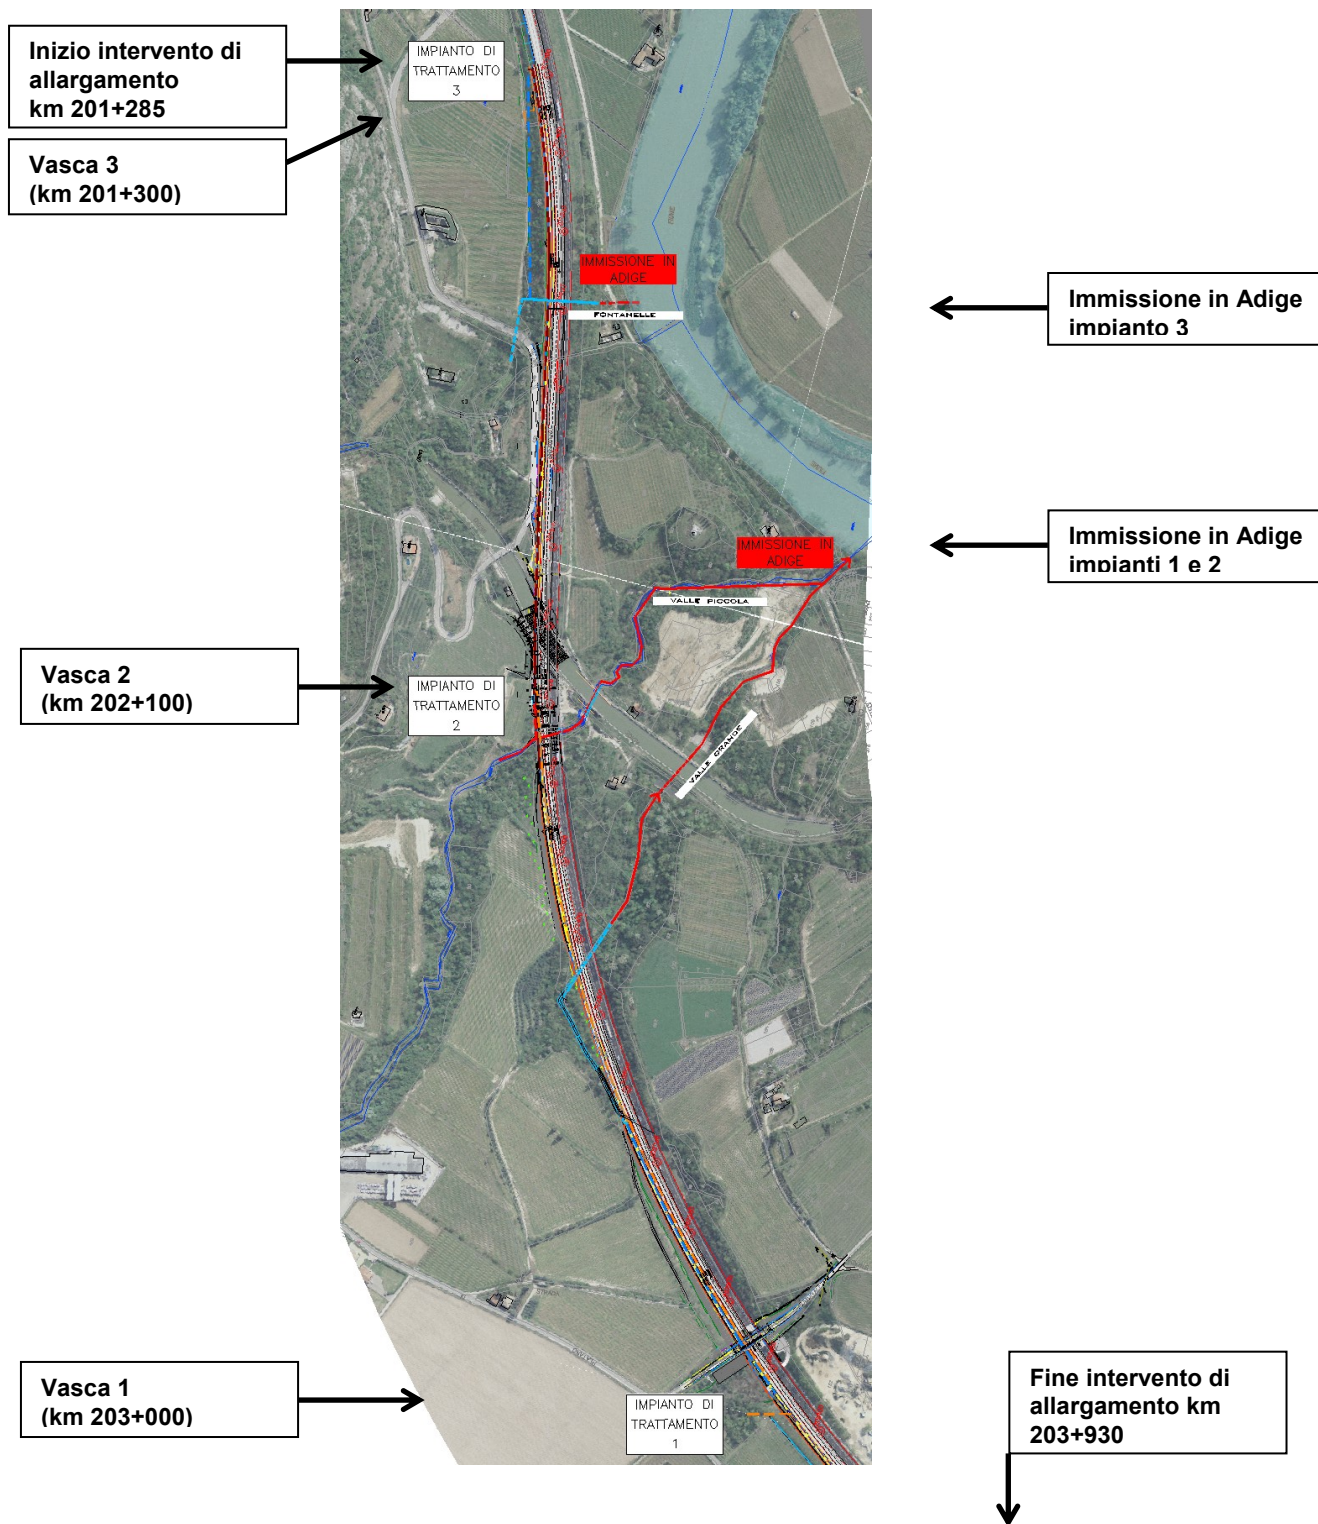 Inizio intervento di
allargamento
km 201+285
Vasca 3
(km 201+300)
IMPIANTO DI
TRATTAMENTO
3
IMMISSIONE IN
ADIGE
FONTANELLE
Immissione in Adige
impianto 3
IMMISSIONE IN
ADIGE
VALLE PICCOLA
Immissione in Adige
impianti 1 e 2
Vasca 2
(km 202+100)
IMPIANTO DI
TRATTAMENTO
2
VALLE GRANDE
Vasca 1
(km 203+000)
IMPIANTO DI
TRATTAMENTO
1
Fine intervento di
allargamento km
203+930